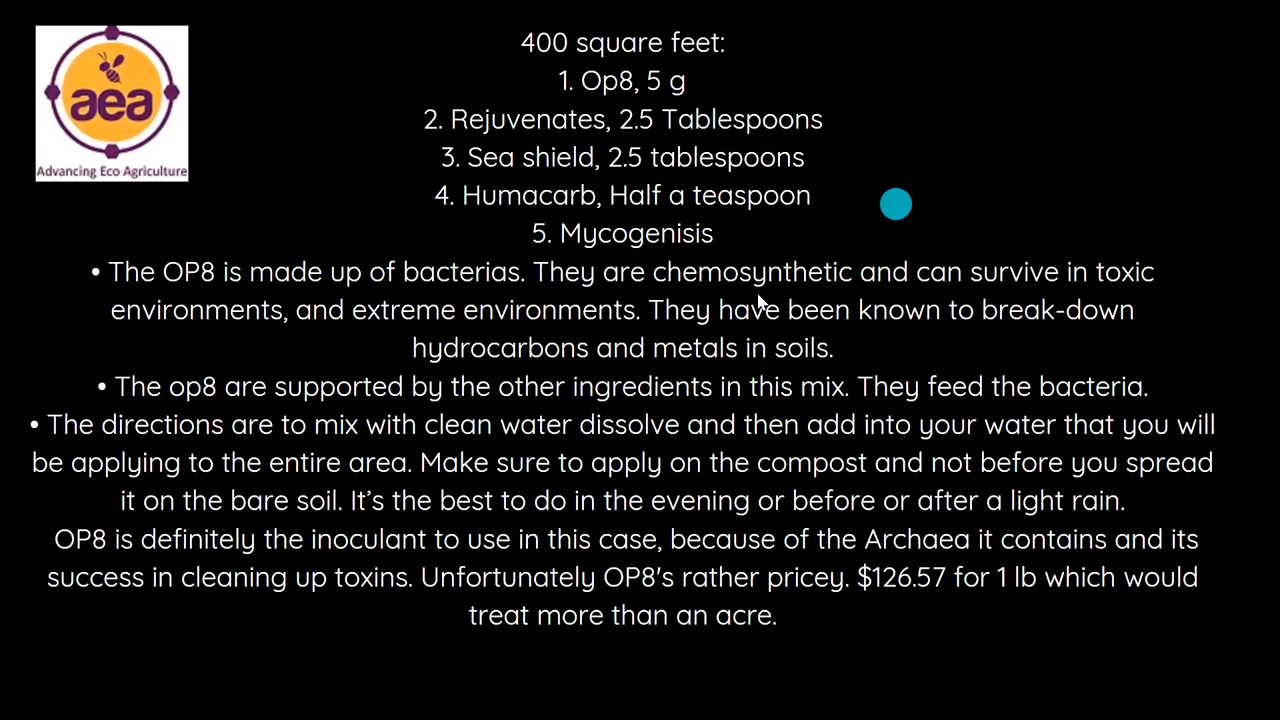 aea
Advancing Eco Agriculture
400 square feet:
1. Op8, 5 g
2. Rejuvenates, 2.5 Tablespoons
3. Sea shield, 2.5 tablespoons
4. Humacarb, Half a teaspoon
5. Mycogenisis
• The OP8 is made up of bacterias. They are chemosynthetic and can survive in toxic
environments, and extreme environments. They have been known to break-down
hydrocarbons and metals in soils.
• The op8 are supported by the other ingredients in this mix. They feed the bacteria.
• The directions are to mix with clean water dissolve and then add into your water that you will
be applying to the entire area. Make sure to apply on the compost and not before you spread
it on the bare soil. It’s the best to do in the evening or before or after a light rain.
OP8 is definitely the inoculant to use in this case, because of the Archaea it contains and its
success in cleaning up toxins. Unfortunately OP8's rather pricey. $126.57 for 1 lb which would
treat more than an acre.